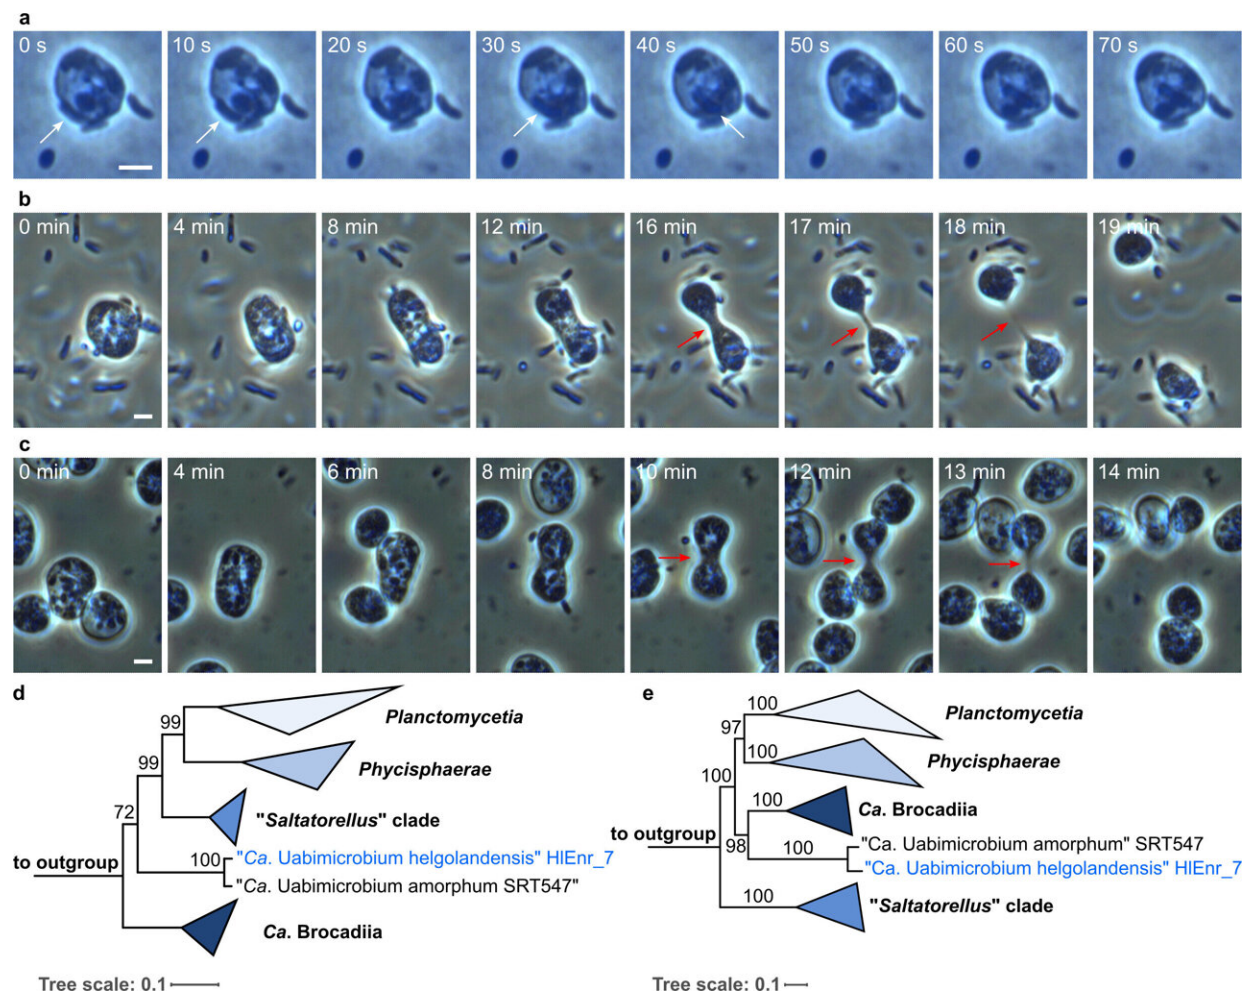 a
0 s 10 s 20 s 30 s 40 s 50 s 60 s 70 s
b
0 min 4 min 8 min 12 min 16 min 17 min 18 min 19 min
c
0 min 4 min 6 min 8 min 10 min 12 min 13 min 14 min
d
99
Planctomycetia
99
Phycisphaerae
72
"Saltatorellus" clade
to outgroup
100
"Ca. Uabimicrobium helgolandensis" HlEnr_7
"Ca. Uabimicrobium amorphum SRT547"
Ca. Brocadiia
Tree scale: 0.1
e
100
Planctomycetia
97
100
Phycisphaerae
100
100
Ca. Brocadiia
to outgroup
98
100
"Ca. Uabimicrobium amorphum" SRT547
"Ca. Uabimicrobium helgolandensis" HlEnr_7
100
"Saltatorellus" clade
Tree scale: 0.1